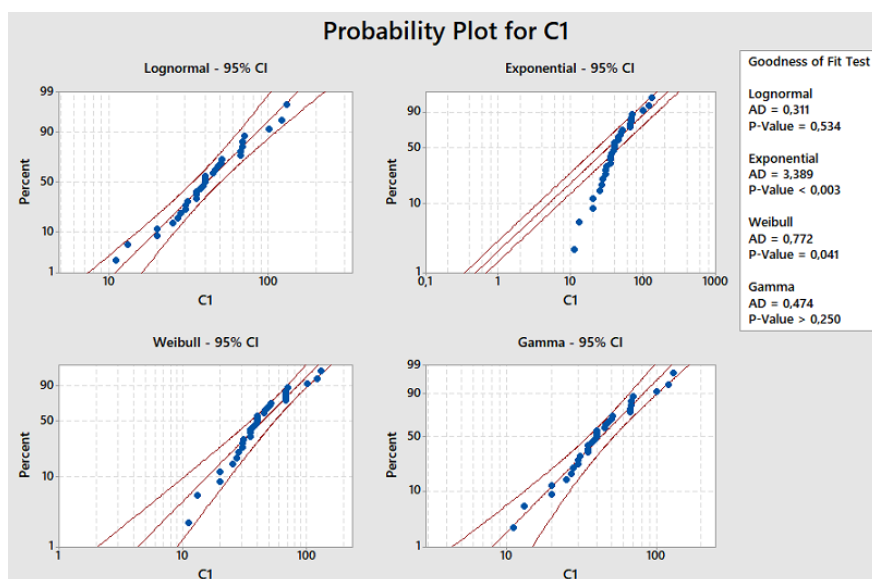 Probability Plot for C1
Lognormal - 95% CI
99
90
50
10
1
Percent
10
100
C1
Exponential - 95% CI
90
50
10
1
Percent
0,1
1
10
100
1000
C1
Goodness of Fit Test
Lognormal
AD = 0,311
P-Value = 0,534
Exponential
AD = 3,389
P-Value < 0,003
Weibull
AD = 0,772
P-Value = 0,041
Gamma
AD = 0,474
P-Value > 0,250
Weibull - 95% CI
90
50
10
1
Percent
1
10
100
C1
Gamma - 95% CI
99
90
50
10
1
Percent
10
100
C1